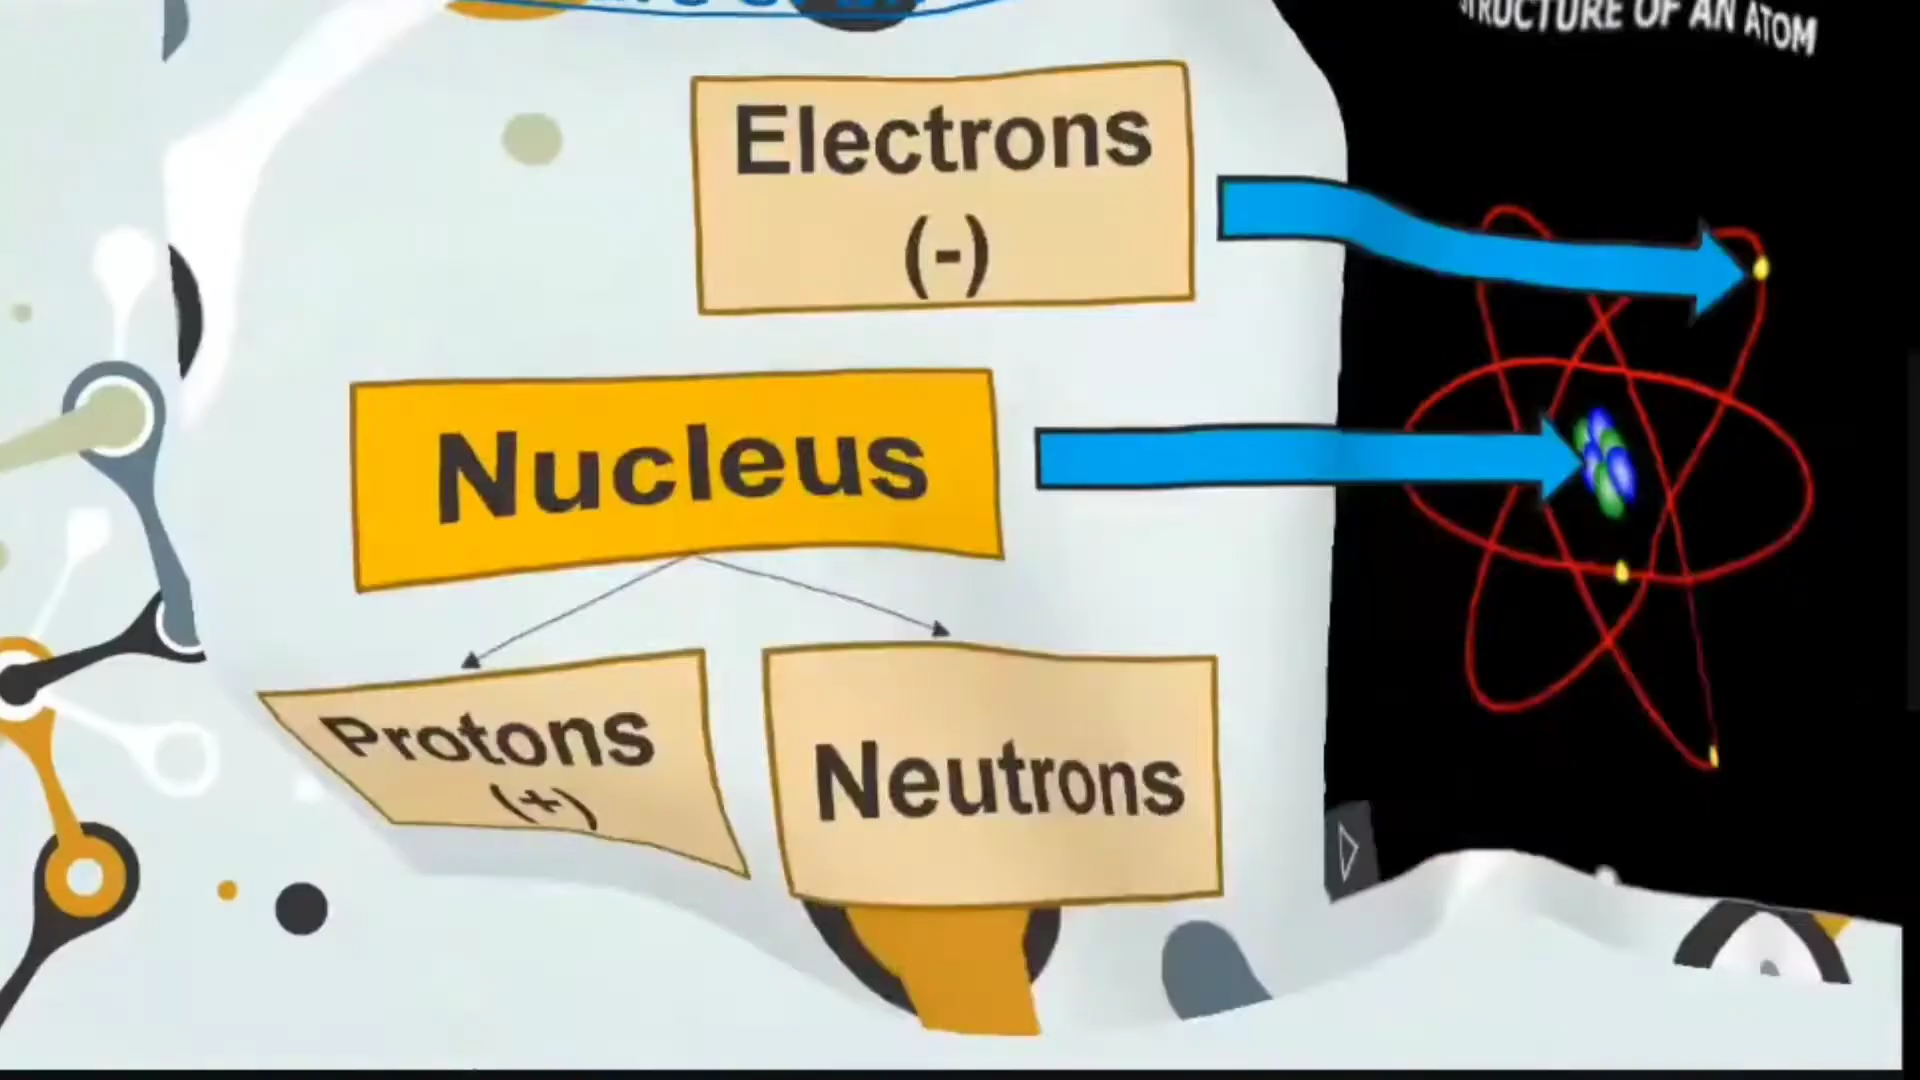 STRUCTURE OF AN ATOM
Electrons
(-)
Nucleus
Protons
(+)
Neutrons